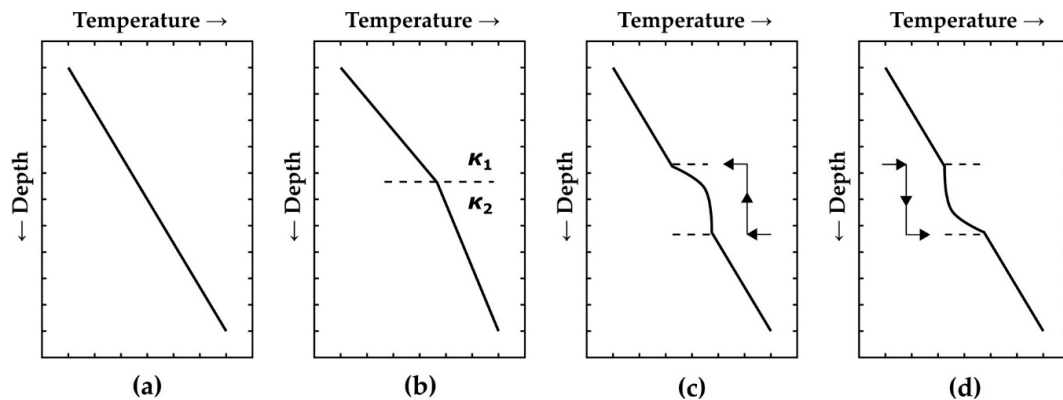 Temperature →
Temperature →
Temperature →
Temperature →
← Depth
κ1
κ2
← Depth
← Depth
← Depth
(a)
(b)
(c)
(d)